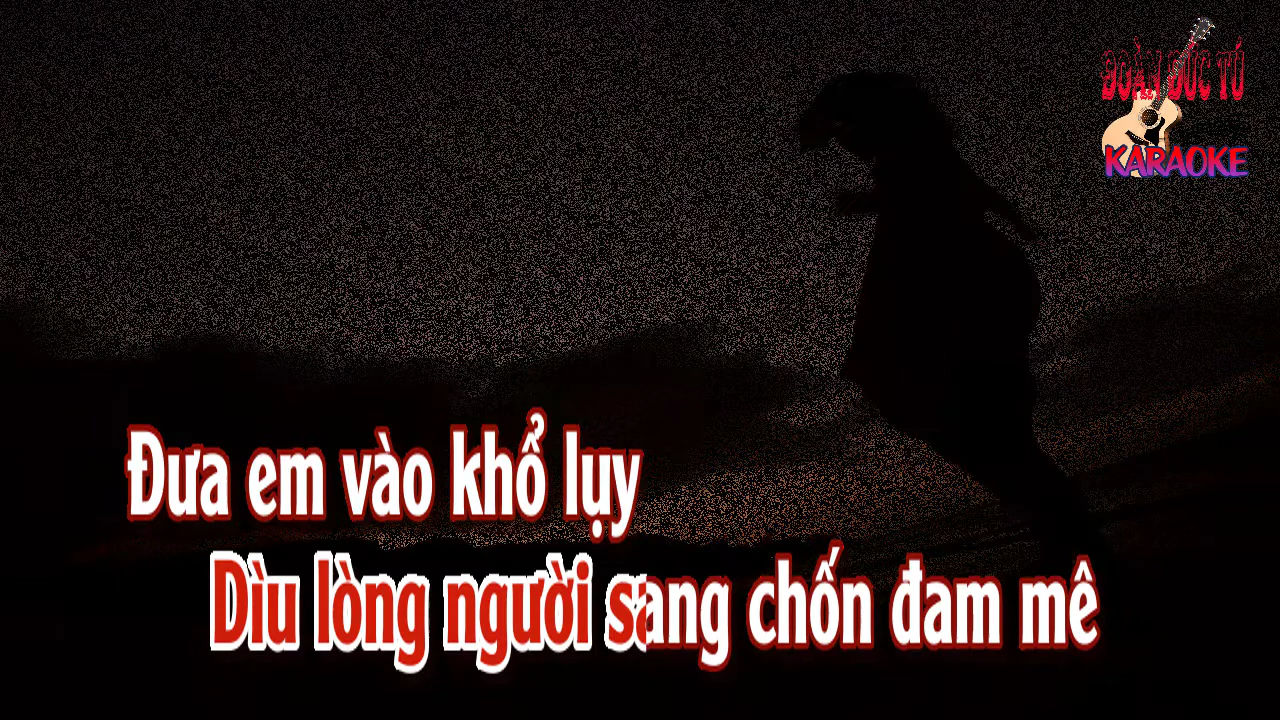 ĐOÀN ĐỨC TÚ
KARAOKE
Đưa em vào khổ lụy
Dìu lòng người sang chốn đam mê